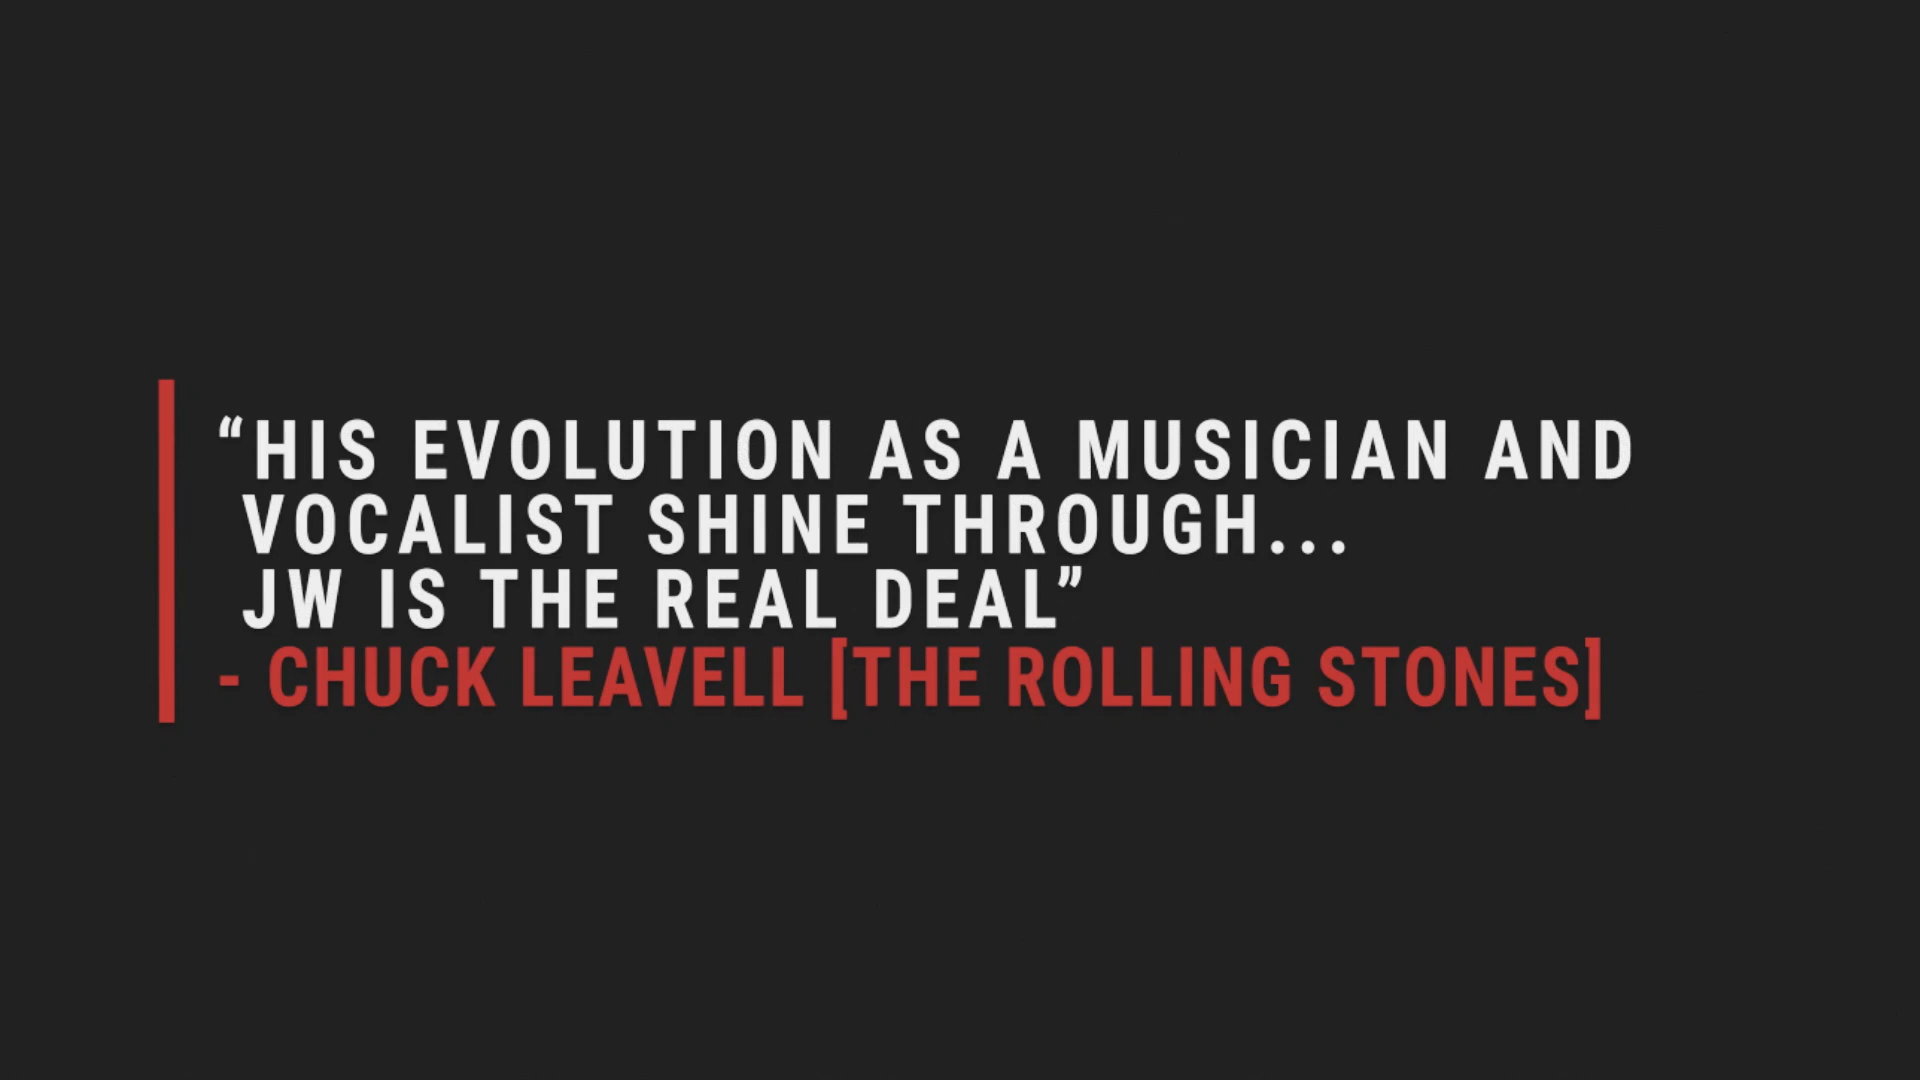 “HIS EVOLUTION AS A MUSICIAN AND
VOCALIST SHINE THROUGH...
JW IS THE REAL DEAL”
- CHUCK LEAVELL [THE ROLLING STONES]